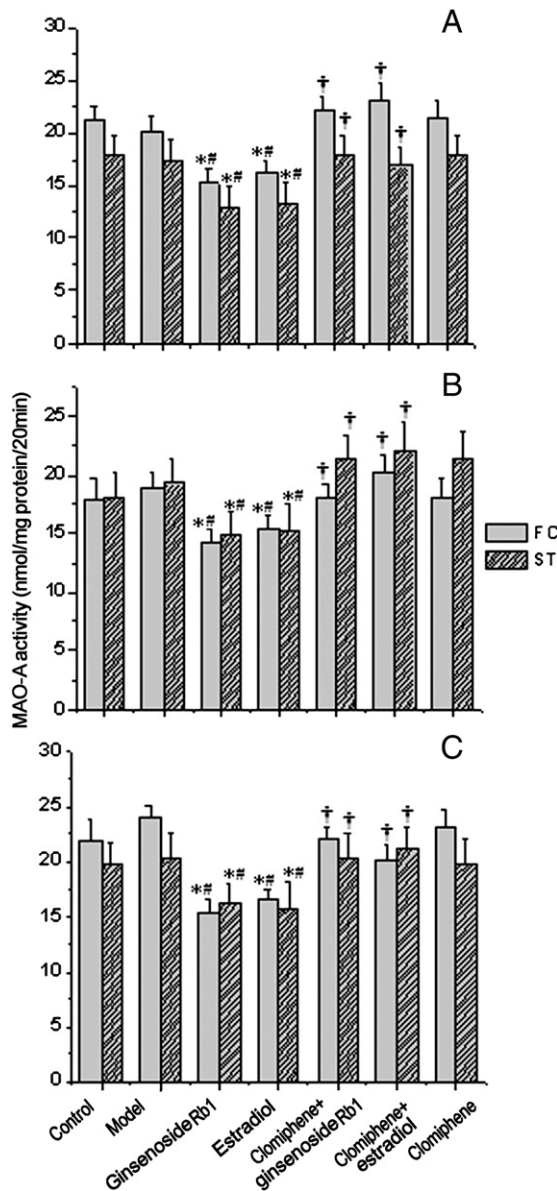 A
30
25
20
15
10
5
0
*# *# *# *# † † † †
B
25
20
15
10
5
0
*# *# *# *# † † † †
FC
ST
MAO-A activity (nmol/mg protein/20min)
C
30
25
20
15
10
5
0
*# *# *# *# † † † †
Control
Model
Ginsenoside Rb1
Estradiol
Clomiphene+
ginsenoside Rb1
Clomiphene+
estradiol
Clomiphene